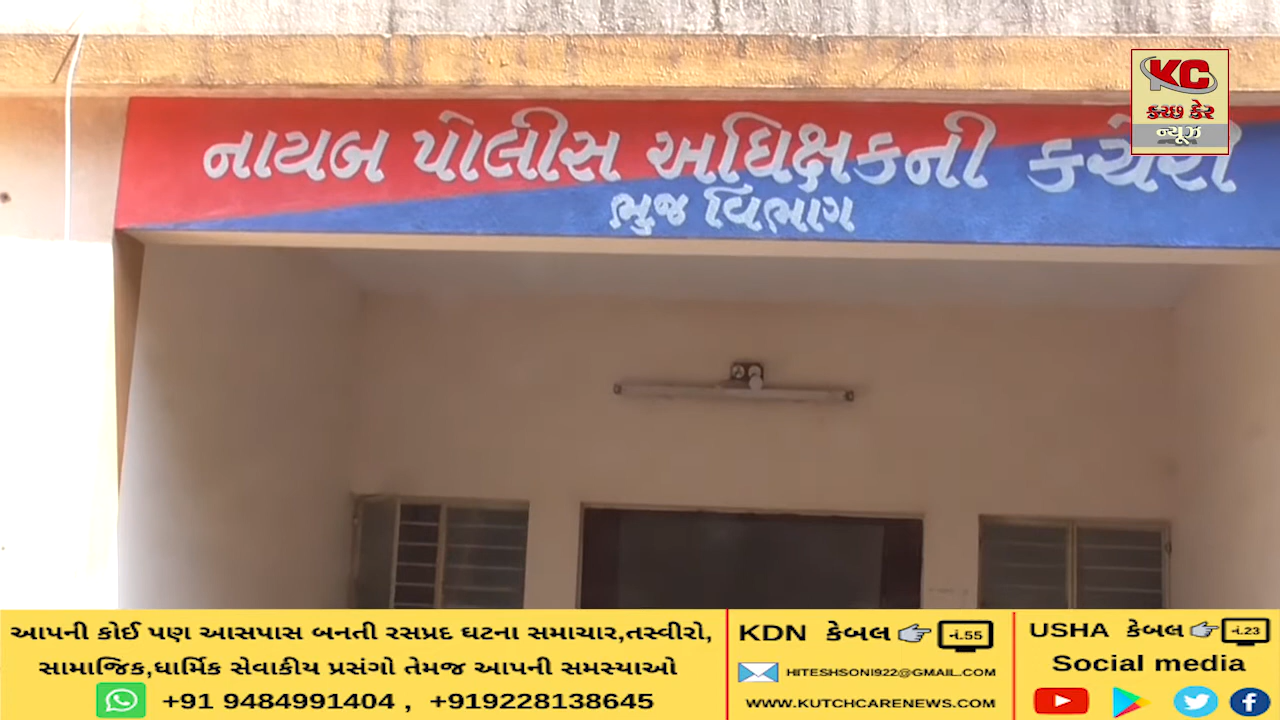 KC
કચ્છ કેર
ન્યૂઝ
નાયબ પોલીસ અધિક્ષકની કચેરી
ભુજ વિભાગ
આપની કોઈ પણ આસપાસ બનતી રસપ્રદ ઘટના સમાચાર,તસ્વીરો,
સામાજિક,ધાર્મિક સેવાકીય પ્રસંગો તેમજ આપની સમસ્યાઓ
+91 9484991404 , +919228138645
KDN કેબલ નં.55
HITESHSONI922@GMAIL.COM
WWW.KUTCHCARENEWS.COM
USHA કેબલ નં.23
Social media